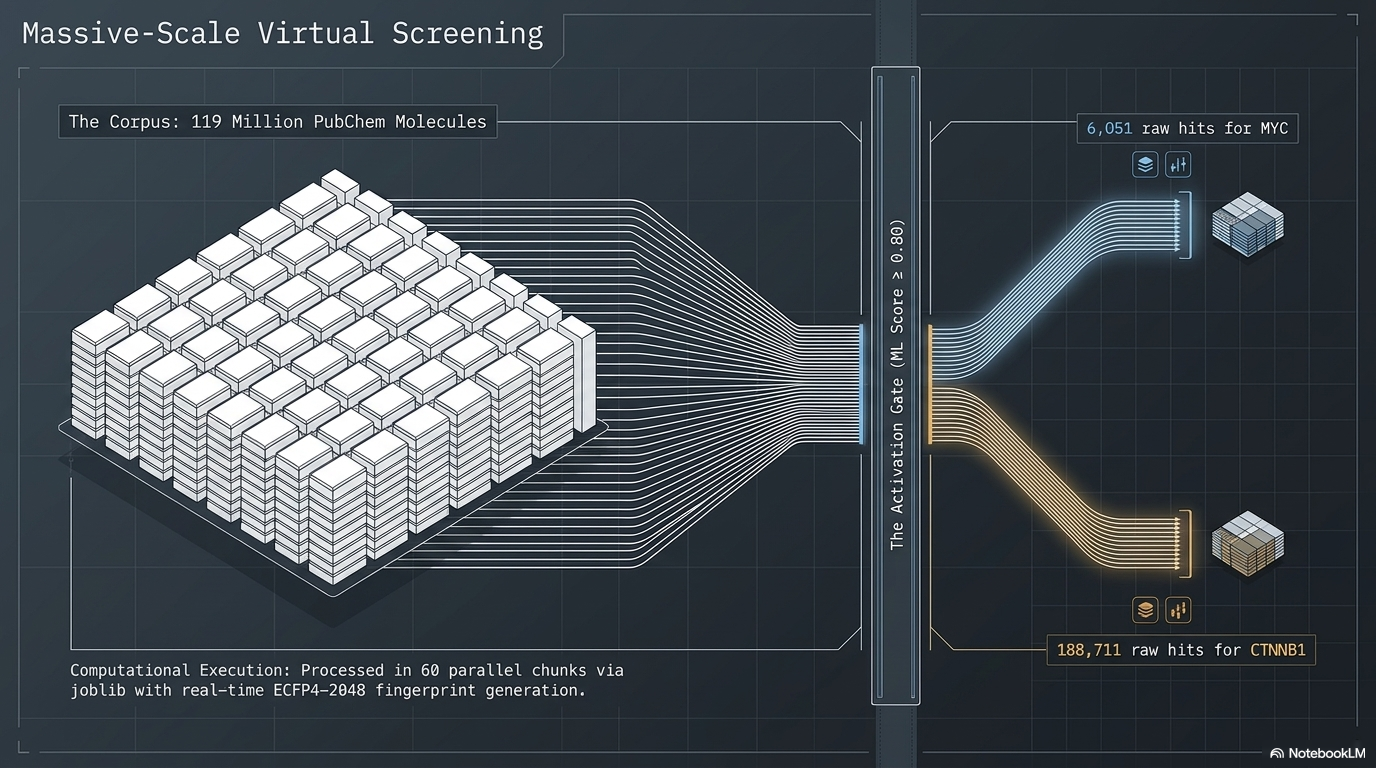 Massive-Scale Virtual Screening
The Corpus: 119 Million PubChem Molecules
6,051 raw hits for MYC
The Activation Gate (ML Score ≥ 0.80)
188,711 raw hits for CTNNB1
Computational Execution: Processed in 60 parallel chunks via
joblib with real-time ECFP4-2048 fingerprint generation.
NotebookLM